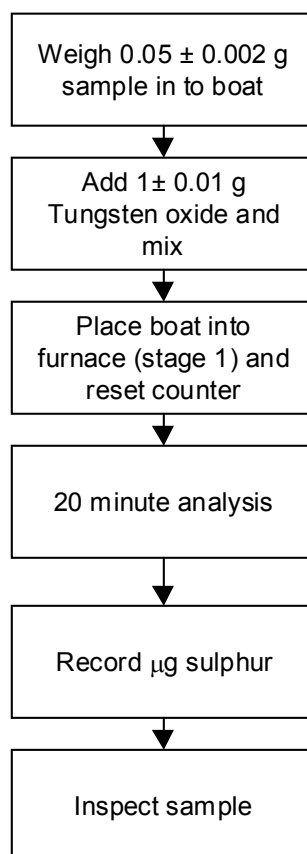 Weigh 0.05 ± 0.002 g
sample in to boat
Add 1± 0.01 g
Tungsten oxide and
mix
Place boat into
furnace (stage 1) and
reset counter
20 minute analysis
Record μg sulphur
Inspect sample